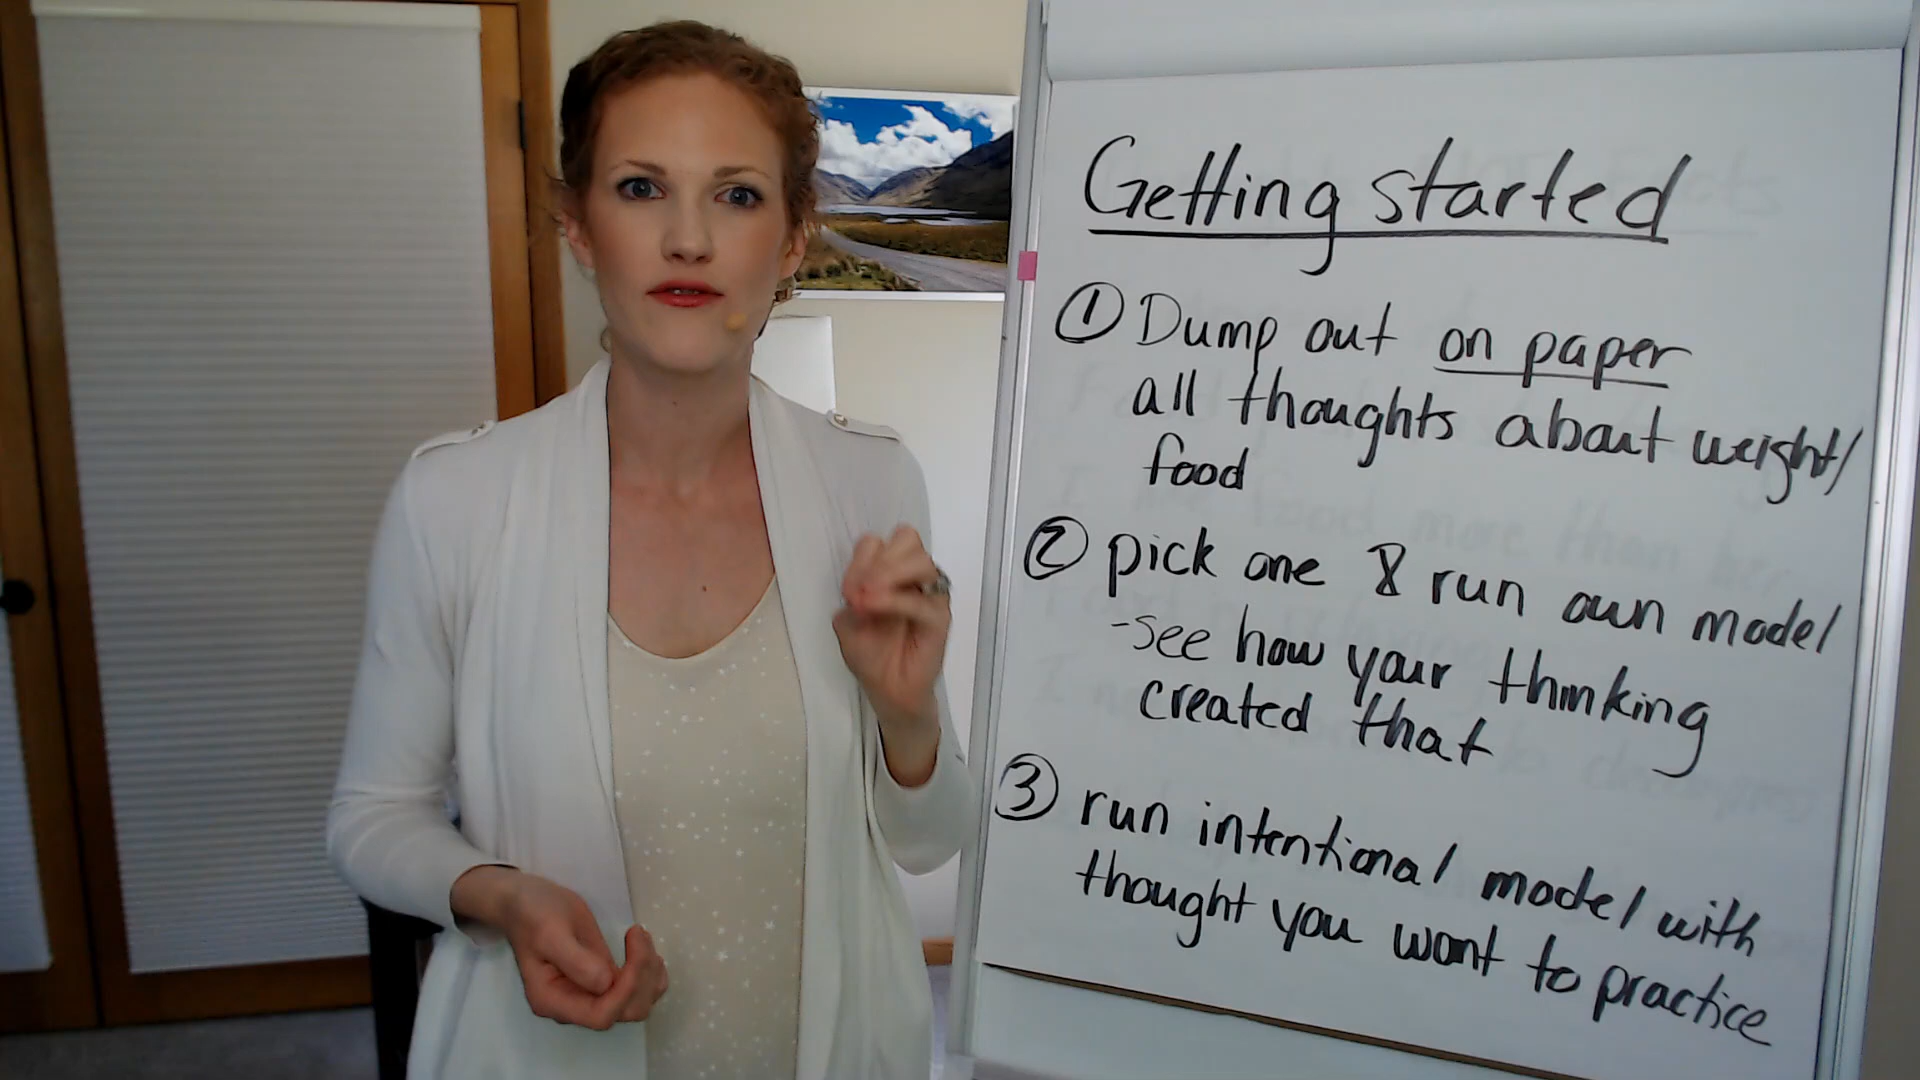 Getting started
① Dump out on paper
all thoughts about weight/
food
② pick one & run own model
-see how your thinking
created that
③ run intentional model with
thought you want to practice